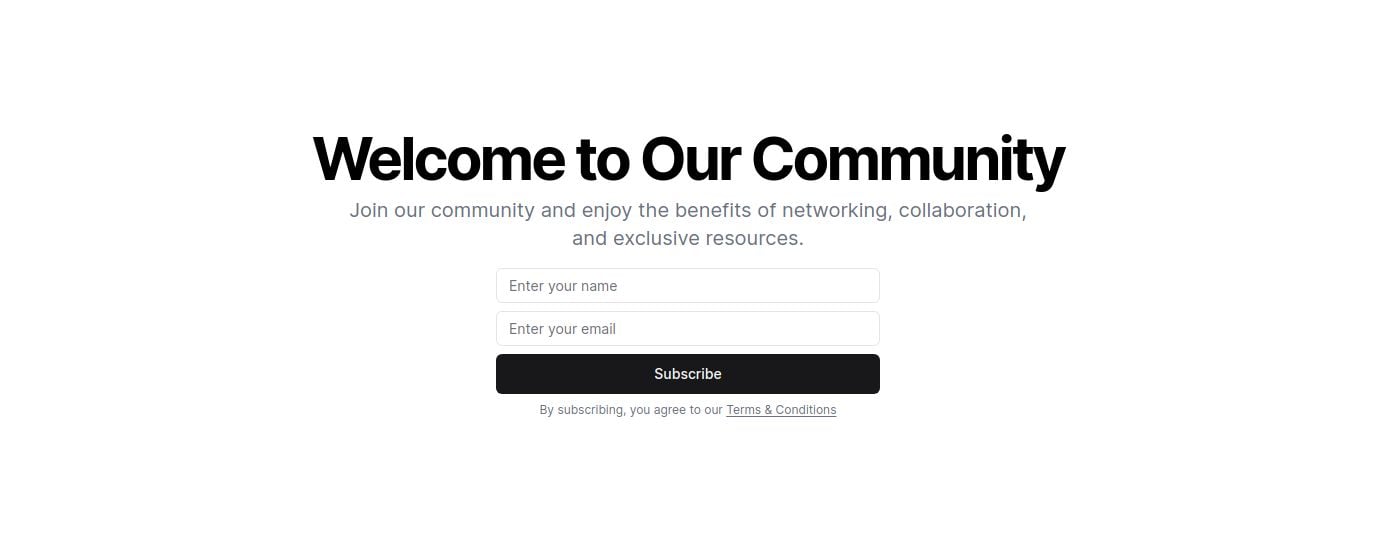 Welcome to Our Community
Join our community and enjoy the benefits of networking, collaboration,
and exclusive resources.
Enter your name
Enter your email
Subscribe
By subscribing, you agree to our Terms & Conditions